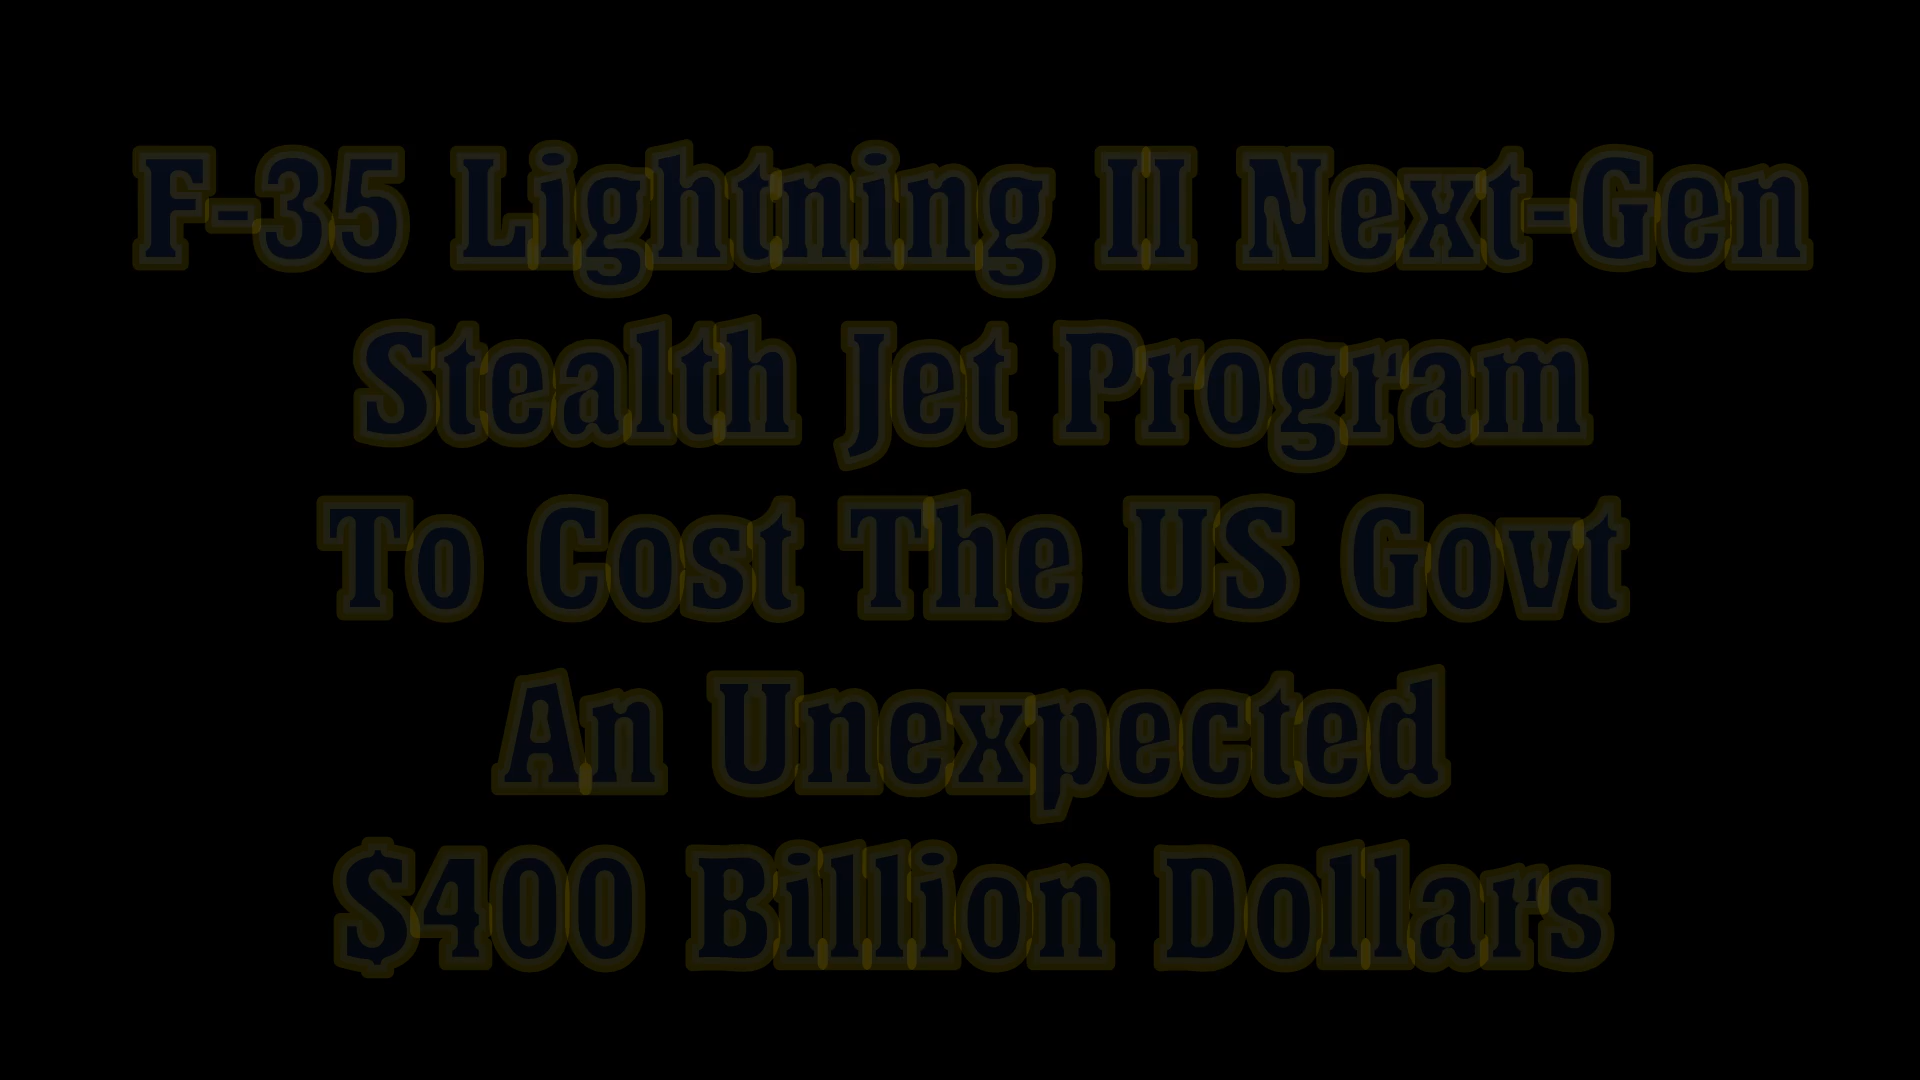 F-35 Lightning II Next-Gen
Stealth Jet Program
To Cost The US Govt
An Unexpected
$400 Billion Dollars